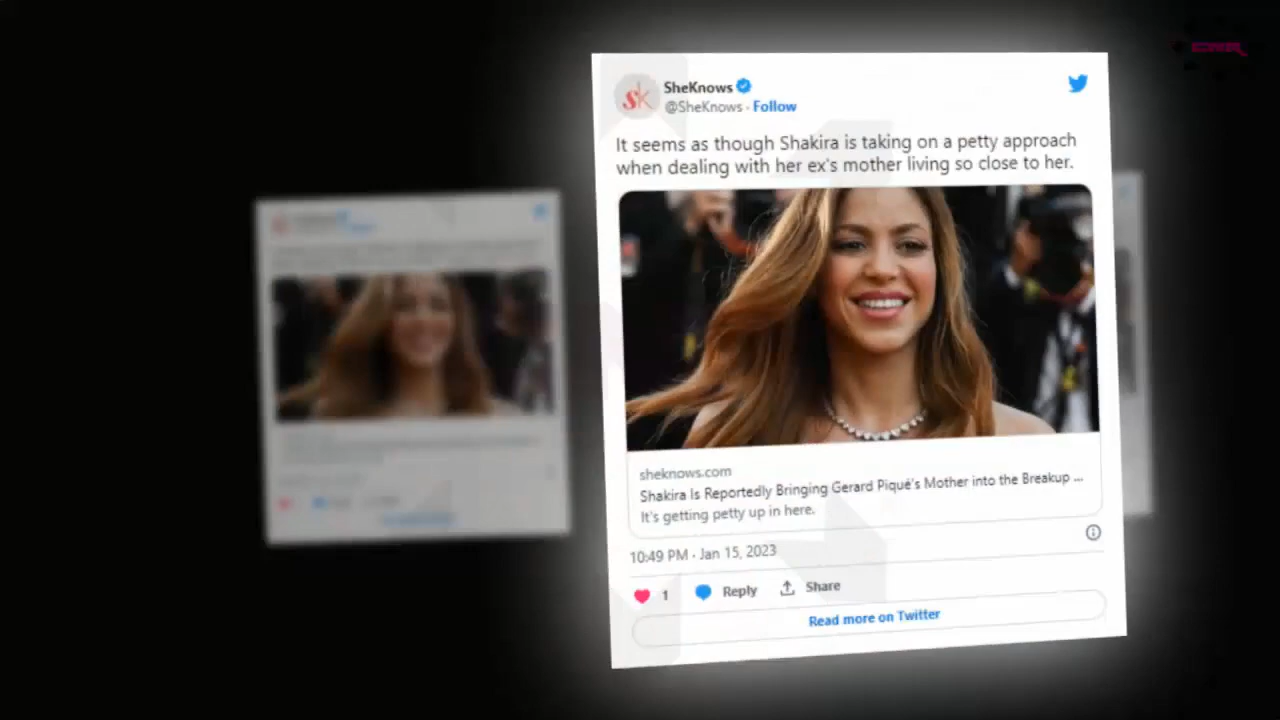 SheKnows
@SheKnows · Follow
It seems as though Shakira is taking on a petty approach
when dealing with her ex's mother living so close to her.
sheknows.com
Shakira Is Reportedly Bringing Gerard Piqué's Mother into the Breakup ...
It's getting petty up in here.
10:49 PM · Jan 15, 2023
1 Reply Share
Read more on Twitter